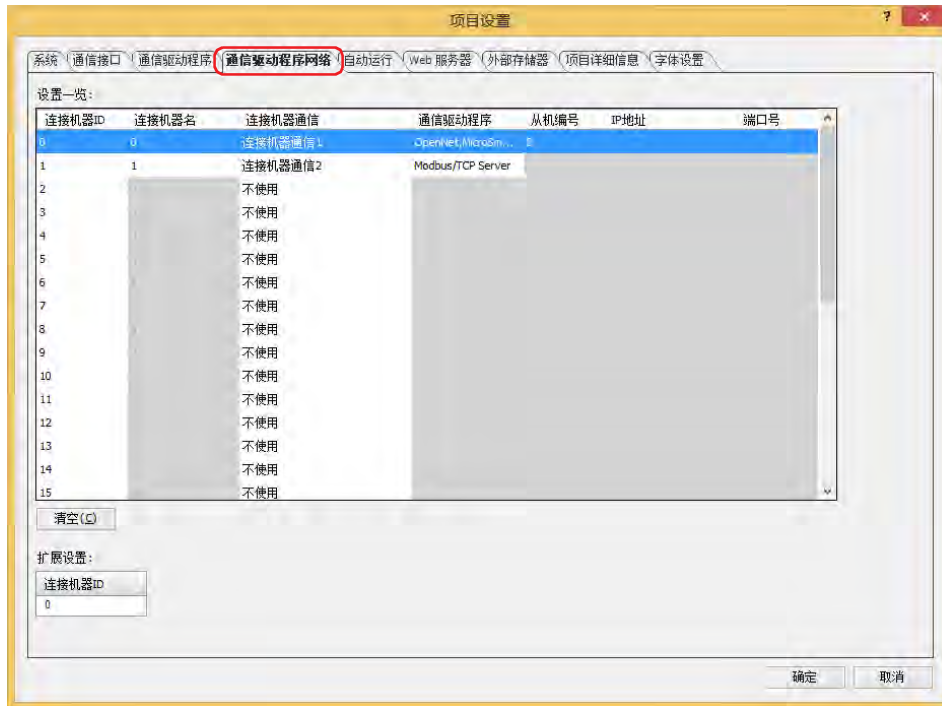 项目设置
?
系统 通信接口 通信驱动程序 通信驱动程序网络 自动运行 Web 服务器 外部存储器 项目详细信息 字体设置
设置一览:
连接机器ID 连接机器名 连接机器通信 通信驱动程序 从机编号 IP地址 端口号
0 0 连接机器通信1 OpenNet,MicroSm... 0
1 1 连接机器通信2 Modbus/TCP Server
2 不使用
3 不使用
4 不使用
5 不使用
6 不使用
7 不使用
8 不使用
9 不使用
10 不使用
11 不使用
12 不使用
13 不使用
14 不使用
15 不使用
清空(C)
扩展设置:
连接机器ID
0
确定 取消